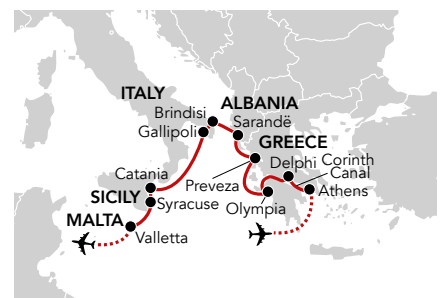 ITALY
ALBANIA
Brindisi
Sarandë
Gallipoli
GREECE
Delphi
Corinth
Canal
Catania
Preveza
Athens
SICILY
Syracuse
Olympia
MALTA
Valletta